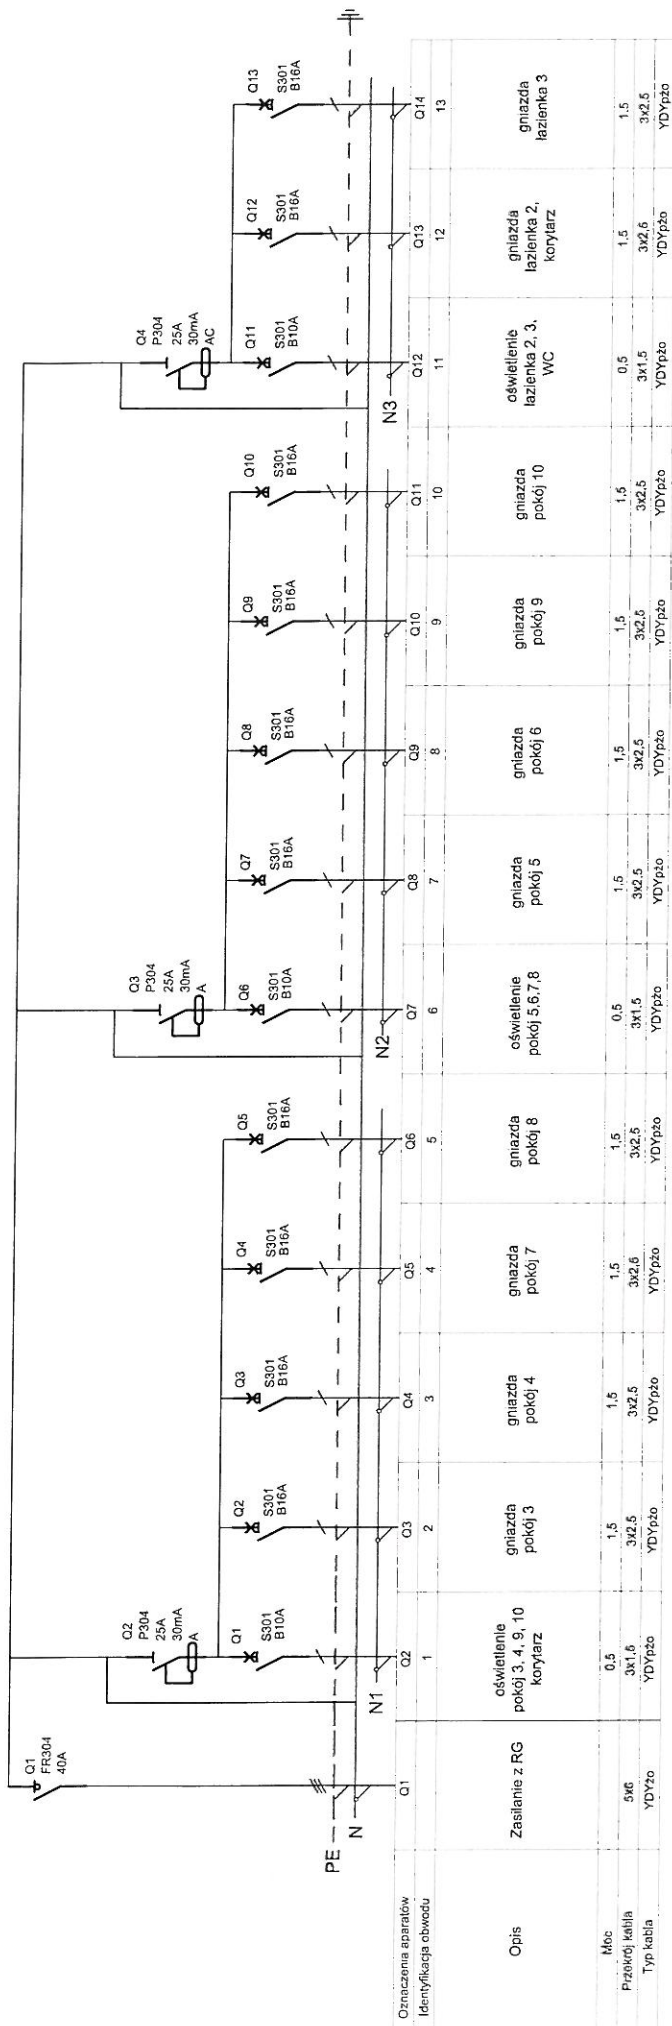 Q1
FR304
40A
Q2
P304
25A
30mA
A
Q3
P304
25A
30mA
A
Q4
P304
25A
30mA
AC
Q1
S301
B10A
Q2
S301
B16A
Q3
S301
B16A
Q4
S301
B16A
Q5
S301
B16A
Q6
S301
B10A
Q7
S301
B16A
Q8
S301
B16A
Q9
S301
B16A
Q10
S301
B16A
Q11
S301
B10A
Q12
S301
B16A
Q13
S301
B16A
PE
N
N1
N2
N3
Oznaczenia aparatów Q1 Q2 Q3 Q4 Q5 Q6 Q7 Q8 Q9 Q10 Q11 Q12 Q13 Q14
Identyfikacja obwodu 1 2 3 4 5 6 7 8 9 10 11 12 13
Opis
Zasilanie z RG
oświetlenie
pokój 3, 4, 9, 10
korytarz
gniazda
pokój 3
gniazda
pokój 4
gniazda
pokój 7
gniazda
pokój 8
oświetlenie
pokój 5,6,7,8
gniazda
pokój 5
gniazda
pokój 6
gniazda
pokój 9
gniazda
pokój 10
oświetlenie
łazienka 2, 3,
WC
gniazda
łazienka 2,
korytarz
gniazda
łazienka 3
Moc 0,5 1,5 1,5 1,5 1,5 0,5 1,5 1,5 1,5 1,5 0,5 1,5 1,5
Przekrój kabla 5x6 3x1,5 3x2,5 3x2,5 3x2,5 3x2,5 3x1,5 3x2,5 3x2,5 3x2,5 3x2,5 3x1,5 3x2,5 3x2,5
Typ kabla YDYżo YDYpżo YDYpżo YDYpżo YDYpżo YDYpżo YDYpżo YDYpżo YDYpżo YDYpżo YDYpżo YDYpżo YDYpżo YDYpżo